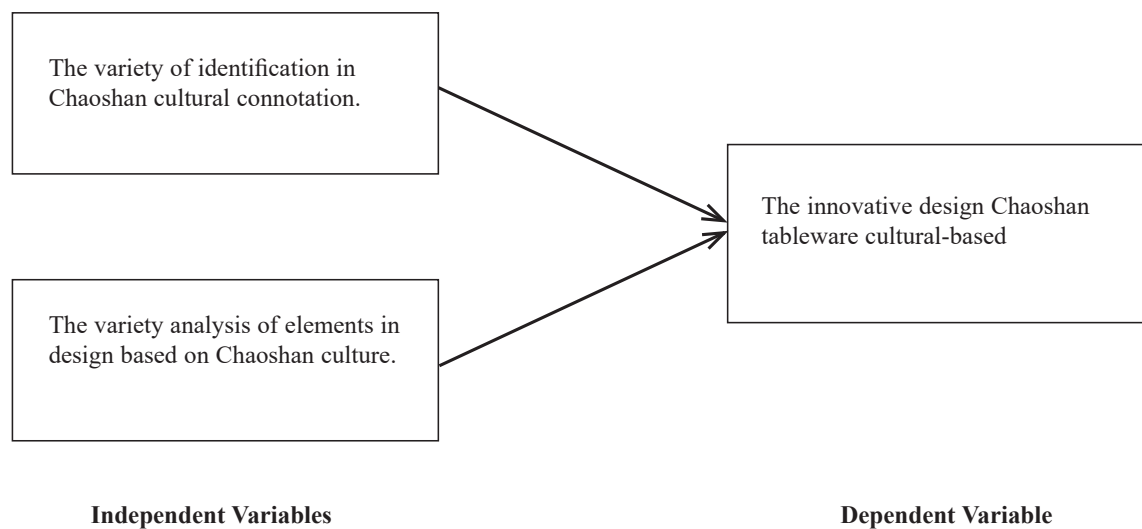 The variety of identification in
Chaoshan cultural connotation.
The innovative design Chaoshan
tableware cultural-based
The variety analysis of elements in
design based on Chaoshan culture.
Independent Variables
Dependent Variable